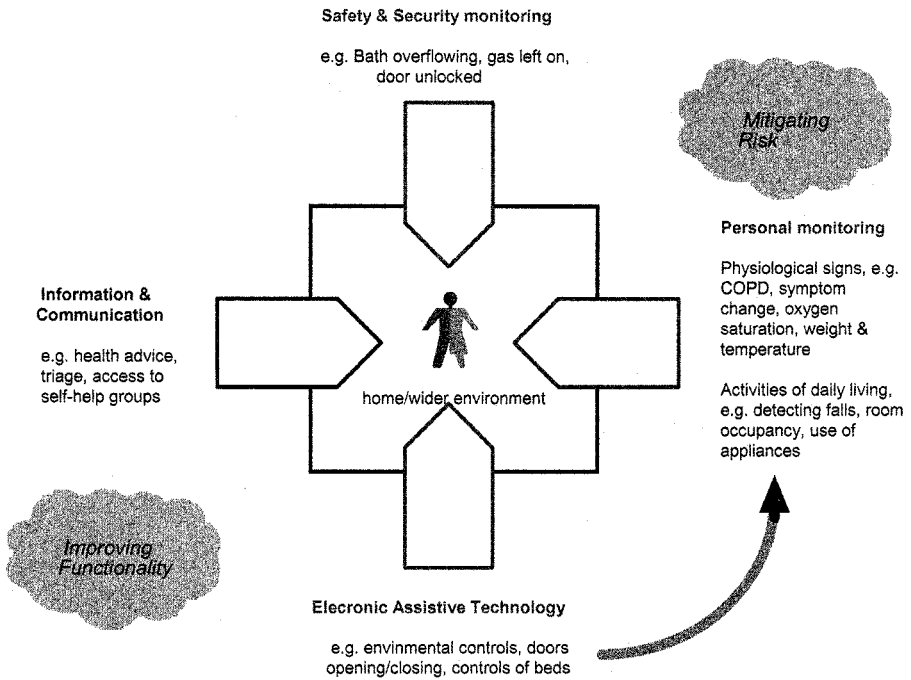 Safety & Security monitoring
e.g. Bath overflowing, gas left on,
door unlocked
Mitigating
Risk
Personal monitoring
Physiological signs, e.g.
COPD, symptom
change, oxygen
saturation, weight &
temperature
Activities of daily living,
e.g. detecting falls, room
occupancy, use of
appliances
Information &
Communication
e.g. health advice,
triage, access to
self-help groups
home/wider environment
Improving
Functionality
Elecronic Assistive Technology
e.g. envinmental controls, doors
opening/closing, controls of beds